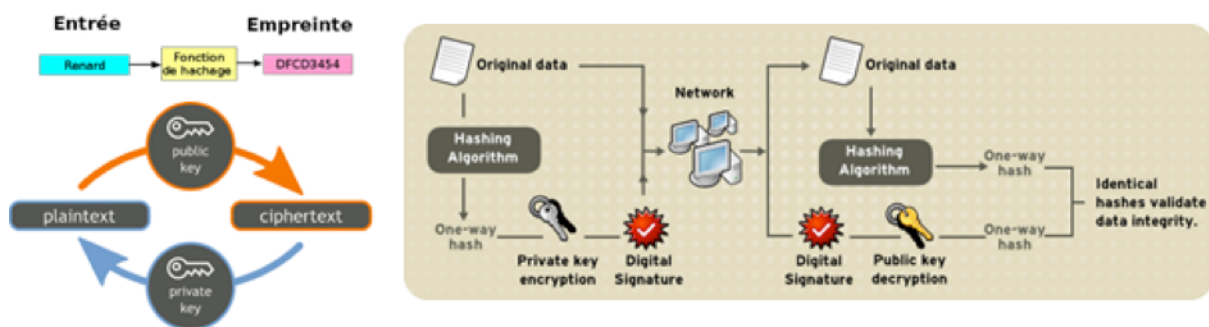 Entrée
Empreinte
Renard
Fonction
de hachage
DFCD3454
public
key
plaintext
ciphertext
private
key
Original data
Hashing
Algorithm
One-way
hash
Private key
encryption
Digital
Signature
Network
Original data
Hashing
Algorithm
One-way
hash
Digital
Signature
Public key
decryption
One-way
hash
Identical
hashes validate
data integrity.